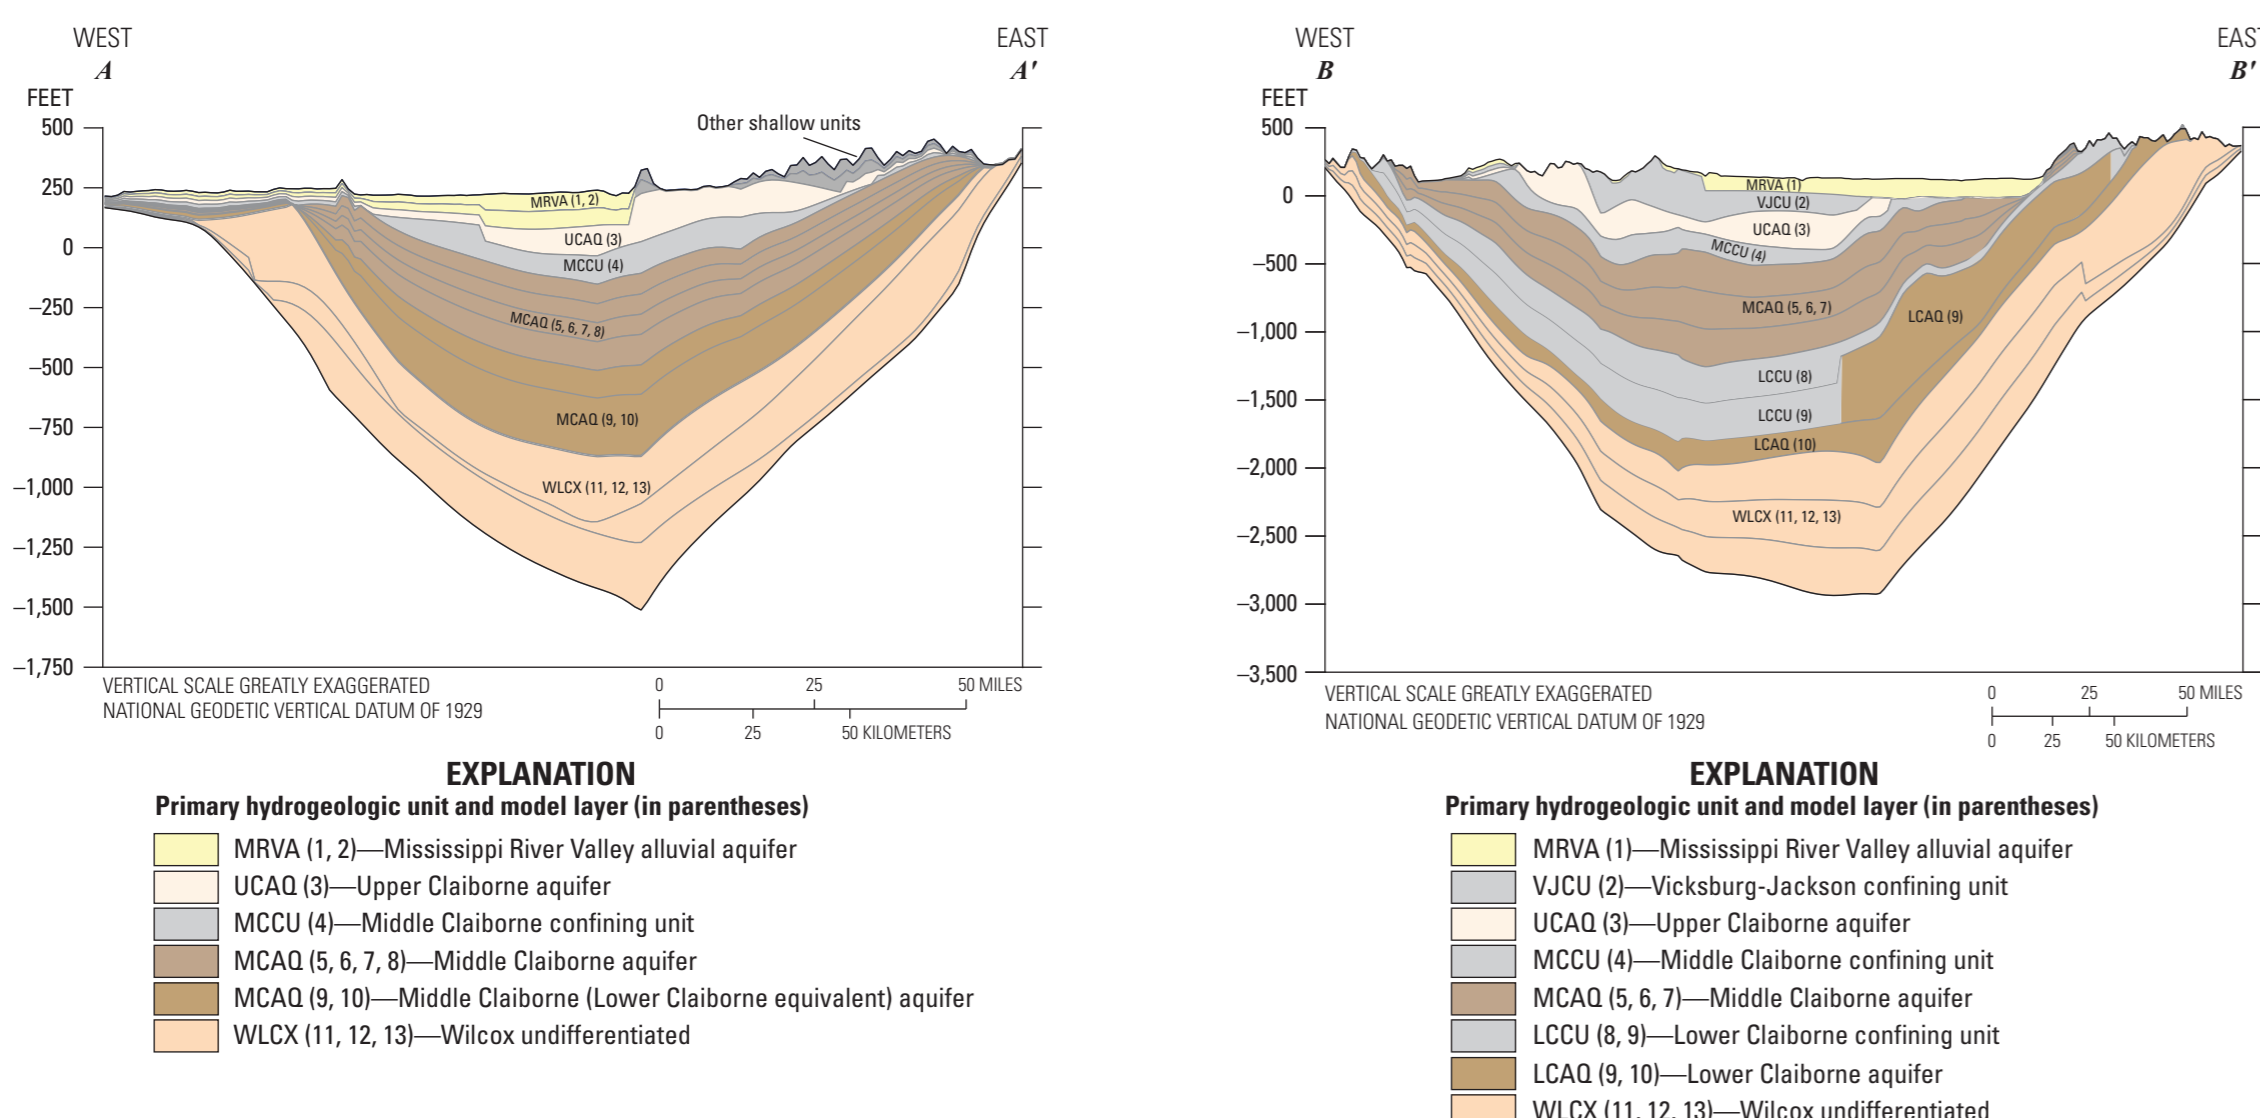 WEST
A
EAST
A'
FEET
500
250
0
–250
–500
–750
–1,000
–1,250
–1,500
–1,750
Other shallow units
MRVA (1, 2)
UCAQ (3)
MCCU (4)
MCAQ (5, 6, 7, 8)
MCAQ (9, 10)
WLCX (11, 12, 13)
VERTICAL SCALE GREATLY EXAGGERATED
NATIONAL GEODETIC VERTICAL DATUM OF 1929
0 25 50 MILES
0 25 50 KILOMETERS
EXPLANATION
Primary hydrogeologic unit and model layer (in parentheses)
MRVA (1, 2)—Mississippi River Valley alluvial aquifer
UCAQ (3)—Upper Claiborne aquifer
MCCU (4)—Middle Claiborne confining unit
MCAQ (5, 6, 7, 8)—Middle Claiborne aquifer
MCAQ (9, 10)—Middle Claiborne (Lower Claiborne equivalent) aquifer
WLCX (11, 12, 13)—Wilcox undifferentiated
WEST
B
EAST
B'
FEET
500
0
–500
–1,000
–1,500
–2,000
–2,500
–3,000
–3,500
MRVA (1)
VJCU (2)
UCAQ (3)
MCCU (4)
MCAQ (5, 6, 7)
LCAQ (9)
LCCU (8)
LCCU (9)
LCAQ (10)
WLCX (11, 12, 13)
VERTICAL SCALE GREATLY EXAGGERATED
NATIONAL GEODETIC VERTICAL DATUM OF 1929
0 25 50 MILES
0 25 50 KILOMETERS
EXPLANATION
Primary hydrogeologic unit and model layer (in parentheses)
MRVA (1)—Mississippi River Valley alluvial aquifer
VJCU (2)—Vicksburg-Jackson confining unit
UCAQ (3)—Upper Claiborne aquifer
MCCU (4)—Middle Claiborne confining unit
MCAQ (5, 6, 7)—Middle Claiborne aquifer
LCCU (8, 9)—Lower Claiborne confining unit
LCAQ (9, 10)—Lower Claiborne aquifer
WLCX (11, 12, 13)—Wilcox undifferentiated